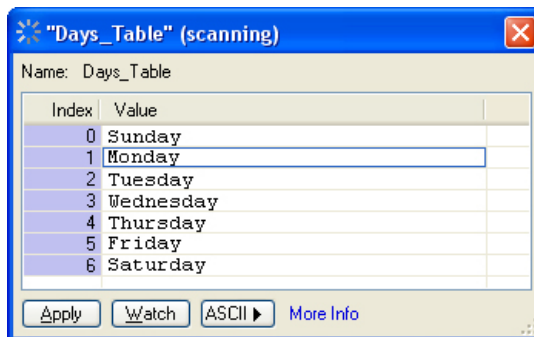 "Days_Table" (scanning)
Name: Days_Table
Index Value
0 Sunday
1 Monday
2 Tuesday
3 Wednesday
4 Thursday
5 Friday
6 Saturday
Apply Watch ASCII More Info